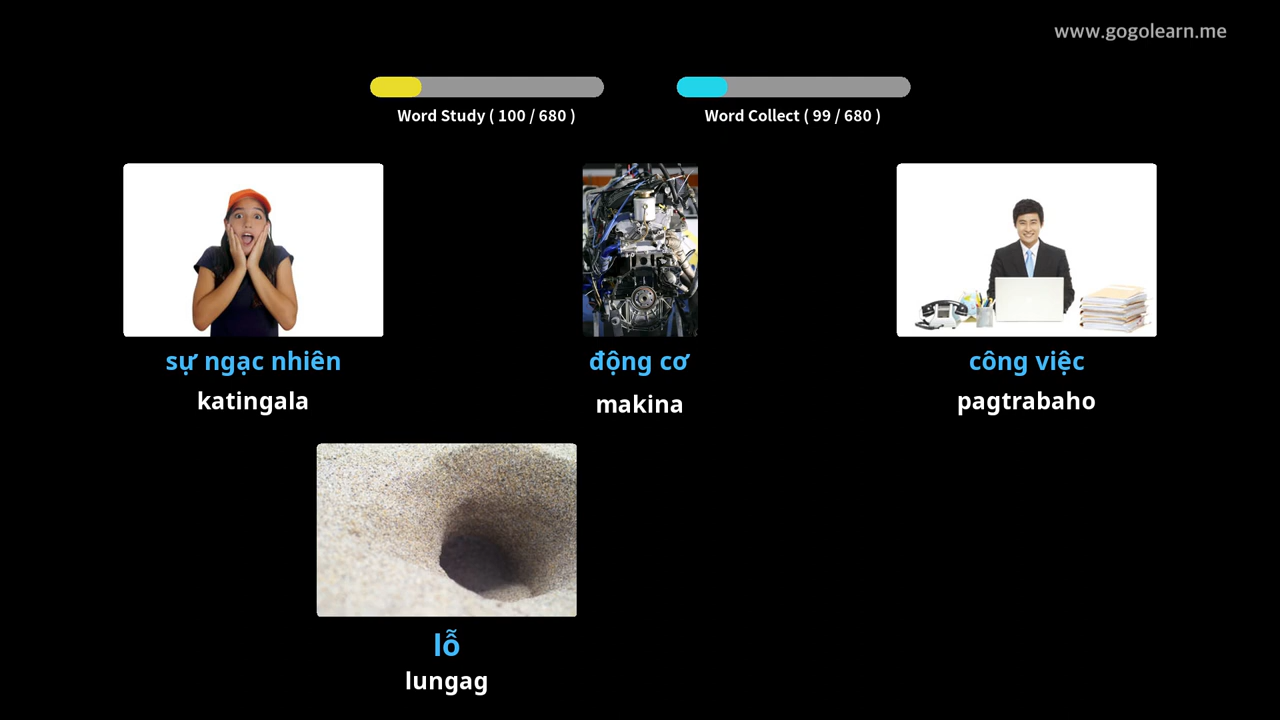 www.gogolearn.me
Word Study ( 100 / 680 )
Word Collect ( 99 / 680 )
sự ngạc nhiên
katingala
động cơ
makina
công việc
pagtrabaho
lỗ
lungag